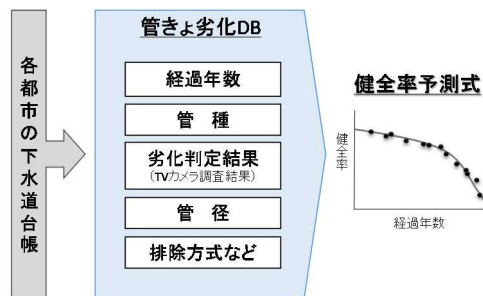 各都市の下水道台帳
管きょ劣化DB
経過年数
管　種
劣化判定結果
(TVカメラ調査結果)
管　径
排除方式など
健全率予測式
健全率
経過年数